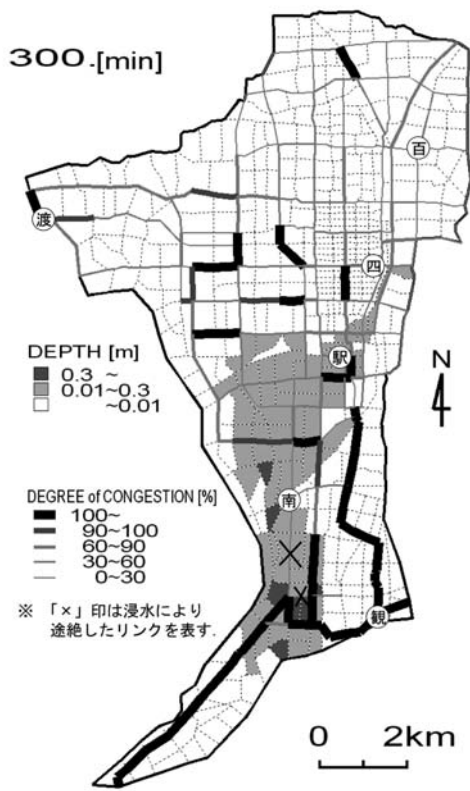 300.[min]
百
渡
四
DEPTH [m]
0.3 ~
0.01~0.3
~0.01
駅
N
DEGREE of CONGESTION [%]
100~
90~100
60~90
30~60
0~30
南
※ 「×」印は浸水により
途絶したリンクを表す.
観
0 2km